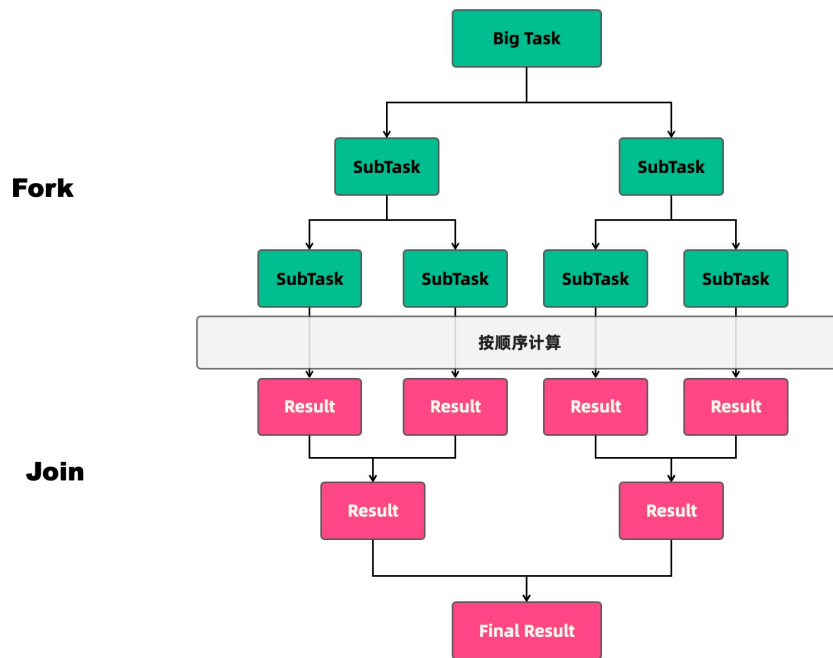 Big Task
SubTask
SubTask
Fork
SubTask
SubTask
SubTask
SubTask
按顺序计算
Result
Result
Result
Result
Join
Result
Result
Final Result